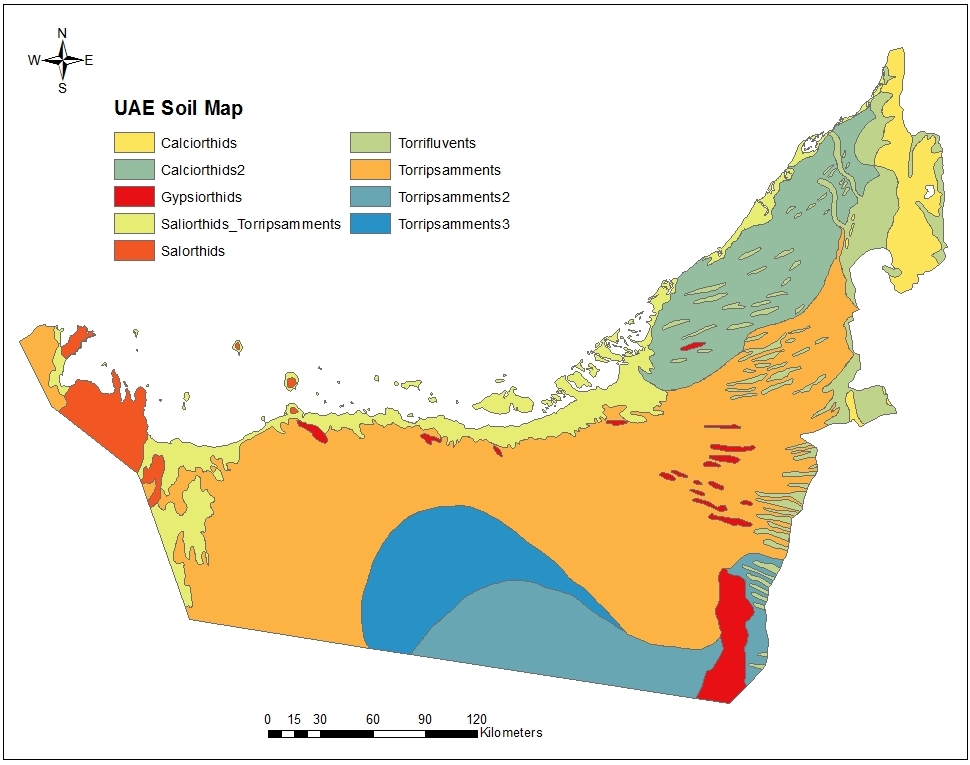 N
W E
S
UAE Soil Map
Calciorthids
Calciorthids2
Gypsiorthids
Saliorthids_Torripsamments
Salorthids
Torrifluvents
Torripsamments
Torripsamments2
Torripsamments3
0 15 30 60 90 120
Kilometers